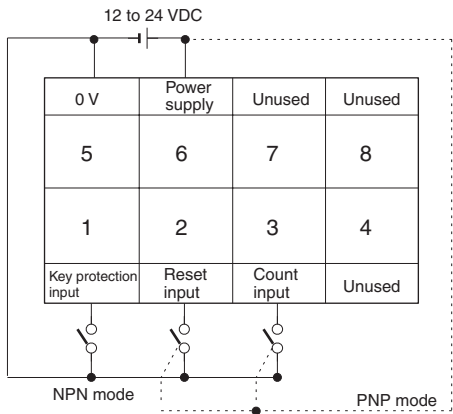 12 to 24 VDC
0 V
Power
supply
Unused
Unused
5
6
7
8
1
2
3
4
Key protection
input
Reset
input
Count
input
Unused
NPN mode
PNP mode